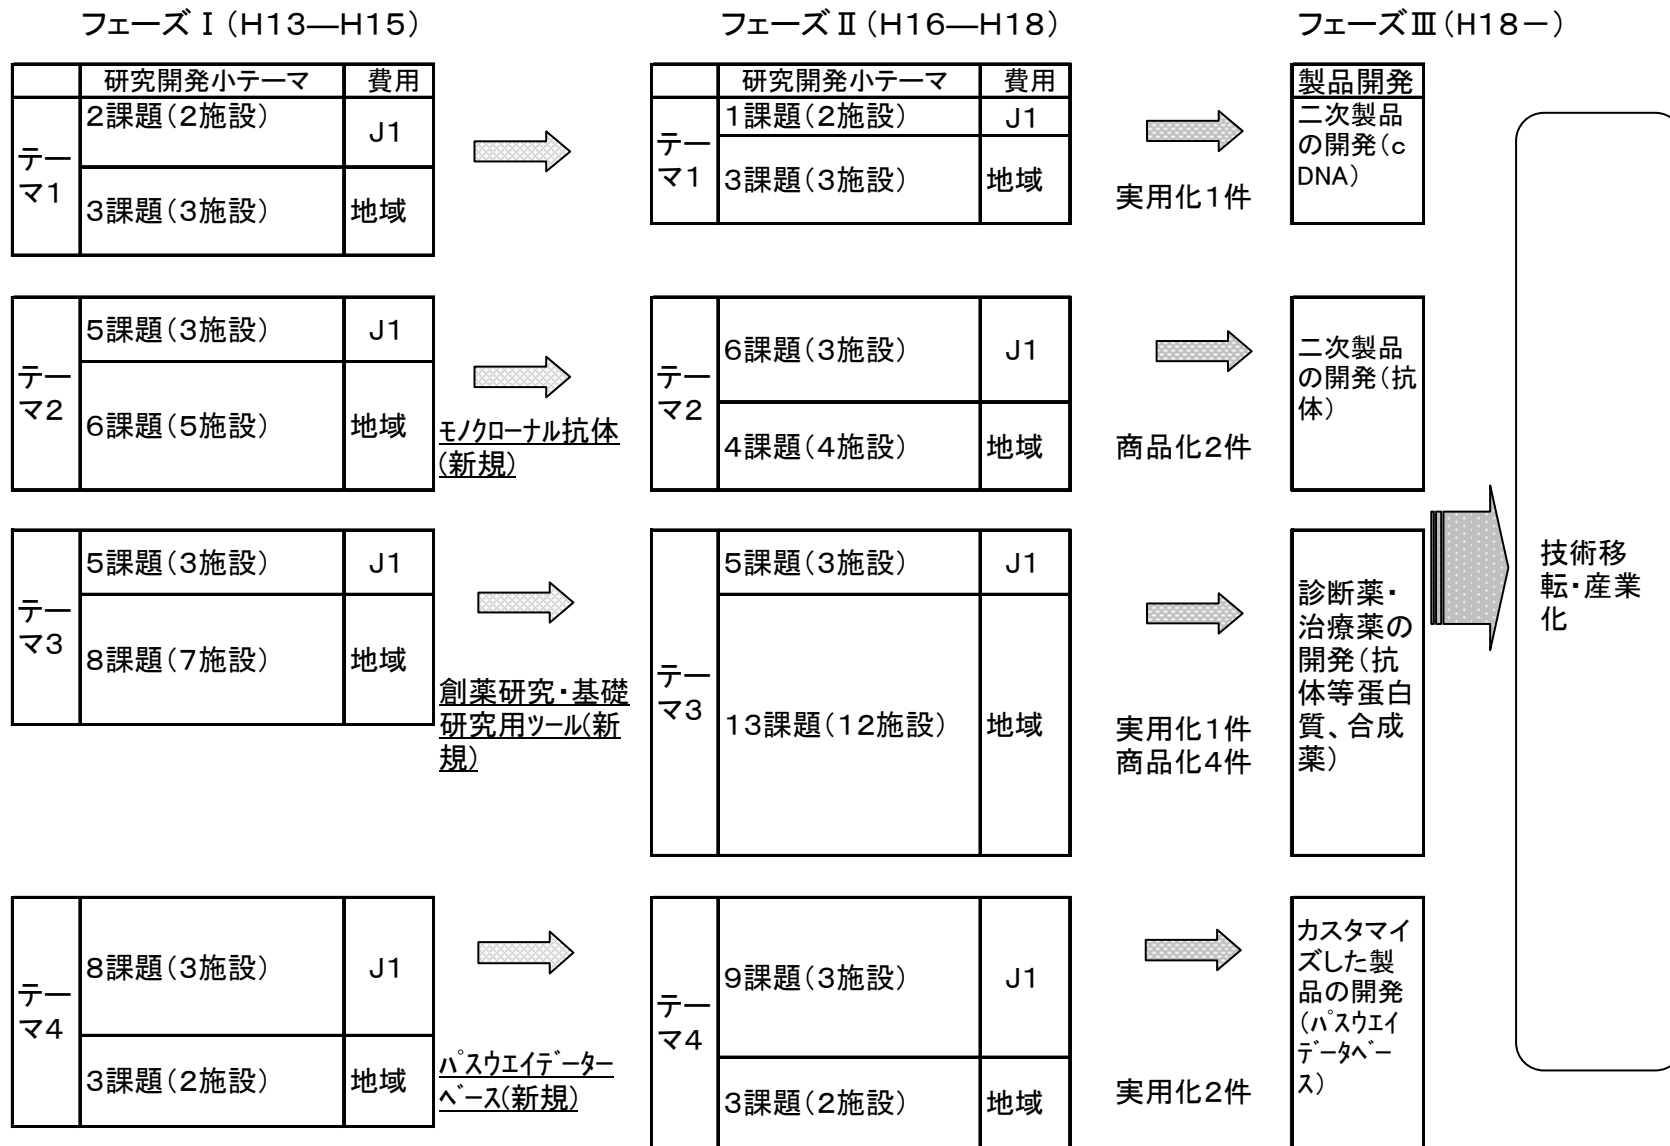 フェーズⅠ(H13―H15)
フェーズⅡ(H16―H18)
フェーズⅢ(H18－)
研究開発小テーマ 費用
テー
マ1
2課題(2施設) J1
3課題(3施設) 地域
研究開発小テーマ 費用
テー
マ1
1課題(2施設) J1
3課題(3施設) 地域
実用化1件
製品開発
二次製品
の開発(c
DNA)
テー
マ2
5課題(3施設) J1
6課題(5施設) 地域
モノクローナル抗体
(新規)
テー
マ2
6課題(3施設) J1
4課題(4施設) 地域
商品化2件
二次製品
の開発(抗
体)
テー
マ3
5課題(3施設) J1
8課題(7施設) 地域
創薬研究・基礎
研究用ツール(新
規)
テー
マ3
5課題(3施設) J1
13課題(12施設) 地域
実用化1件
商品化4件
診断薬・
治療薬の
開発(抗
体等蛋白
質、合成
薬)
テー
マ4
8課題(3施設) J1
3課題(2施設) 地域
パスウエイデーター
ベース(新規)
テー
マ4
9課題(3施設) J1
3課題(2施設) 地域
実用化2件
カスタマイ
ズした製
品の開発
(パスウエイ
データベー
ス)
技術移
転・産業
化